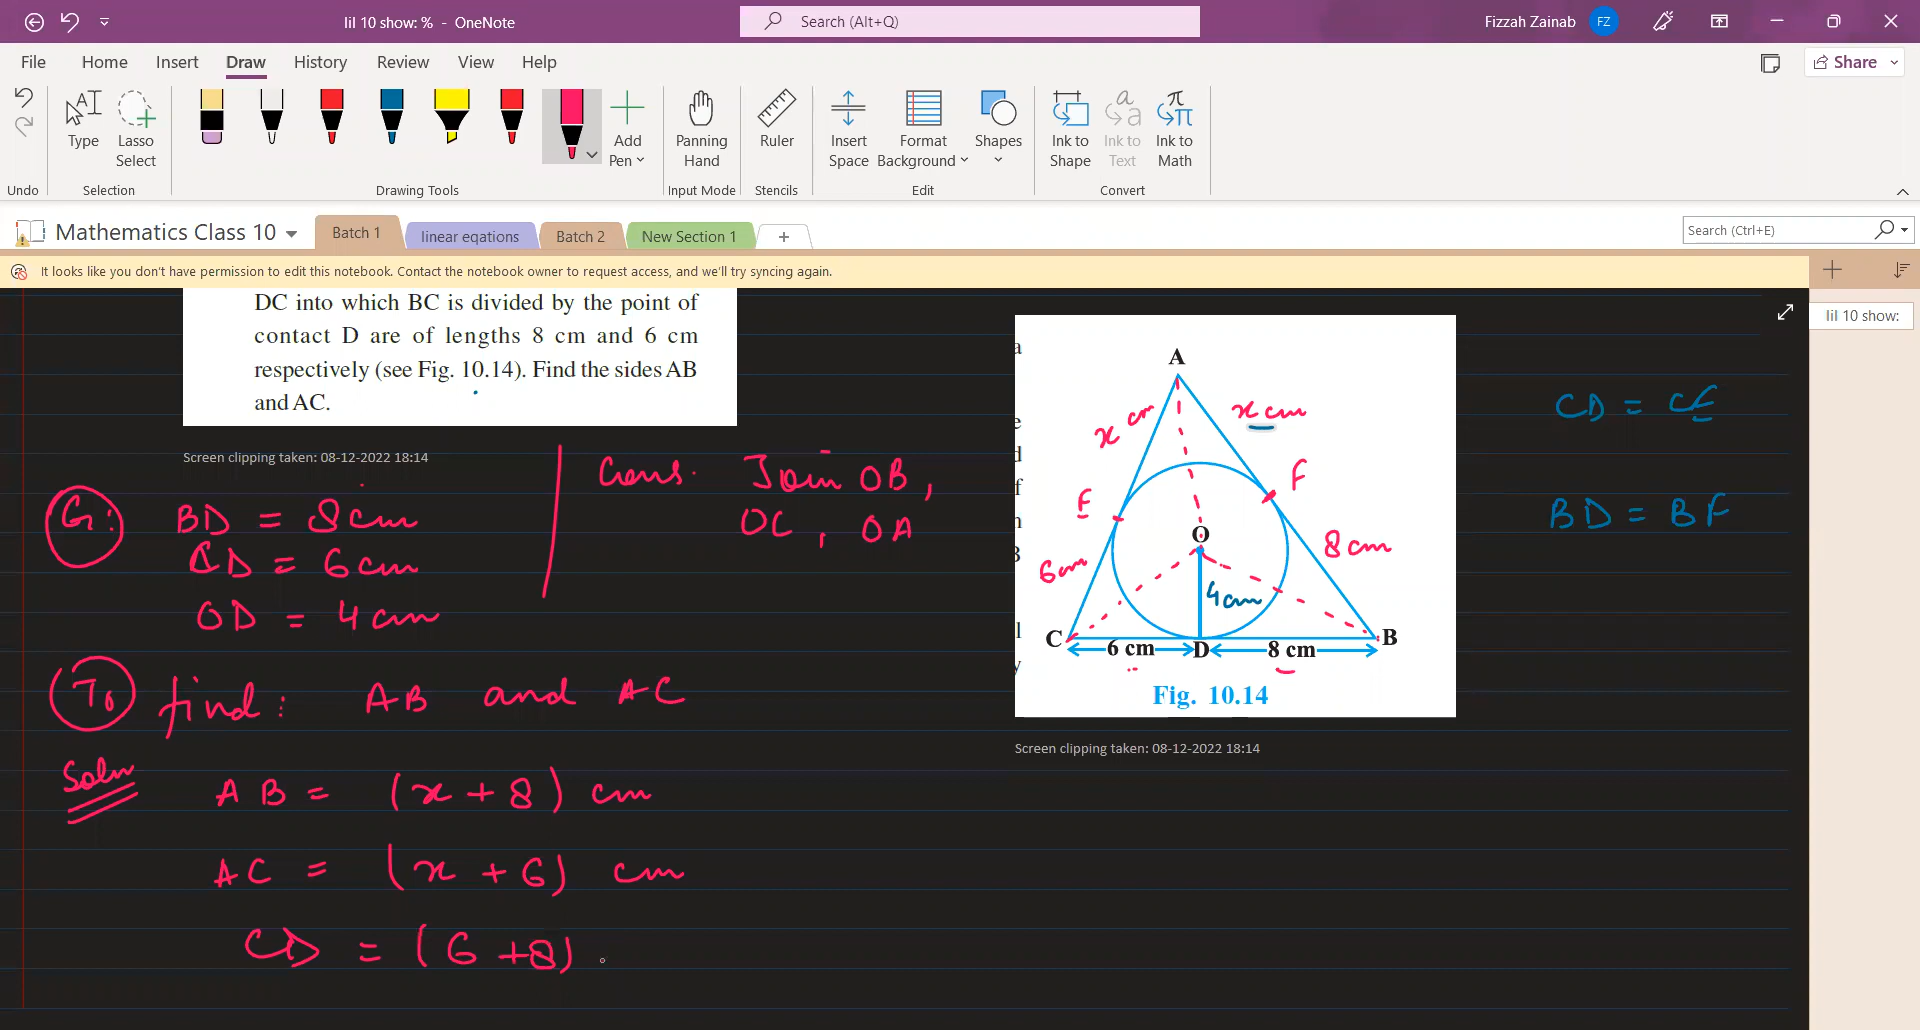 lil 10 show: % - OneNote
Search (Alt+Q)
Fizzah Zainab
FZ
File Home Insert Draw History Review View Help
Share
Undo
Type
Lasso Select
Selection
Drawing Tools
Add Pen
Panning Hand
Input Mode
Ruler
Stencils
Insert Space
Format Background
Shapes
Edit
Ink to Shape
Ink to Text
Ink to Math
Convert
Mathematics Class 10
Batch 1
linear eqations
Batch 2
New Section 1
Search (Ctrl+E)
It looks like you don't have permission to edit this notebook. Contact the notebook owner to request access, and we'll try syncing again.
lil 10 show:
DC into which BC is divided by the point of
contact D are of lengths 8 cm and 6 cm
respectively (see Fig. 10.14). Find the sides AB
and AC.
Screen clipping taken: 08-12-2022 18:14
G: BD = 8cm
CD = 6cm
OD = 4 cm
Cons. Join OB,
OC, OA
To find: AB and AC
Soln
AB = (x + 8) cm
AC = (x + 6) cm
CD = (6 + 8)
a
e
d
f
n
3
l
y
A
x cm
x cm
E
F
O
6cm
8cm
4cm
C
6 cm
D
8 cm
B
Fig. 10.14
Screen clipping taken: 08-12-2022 18:14
CD = CE
BD = BF